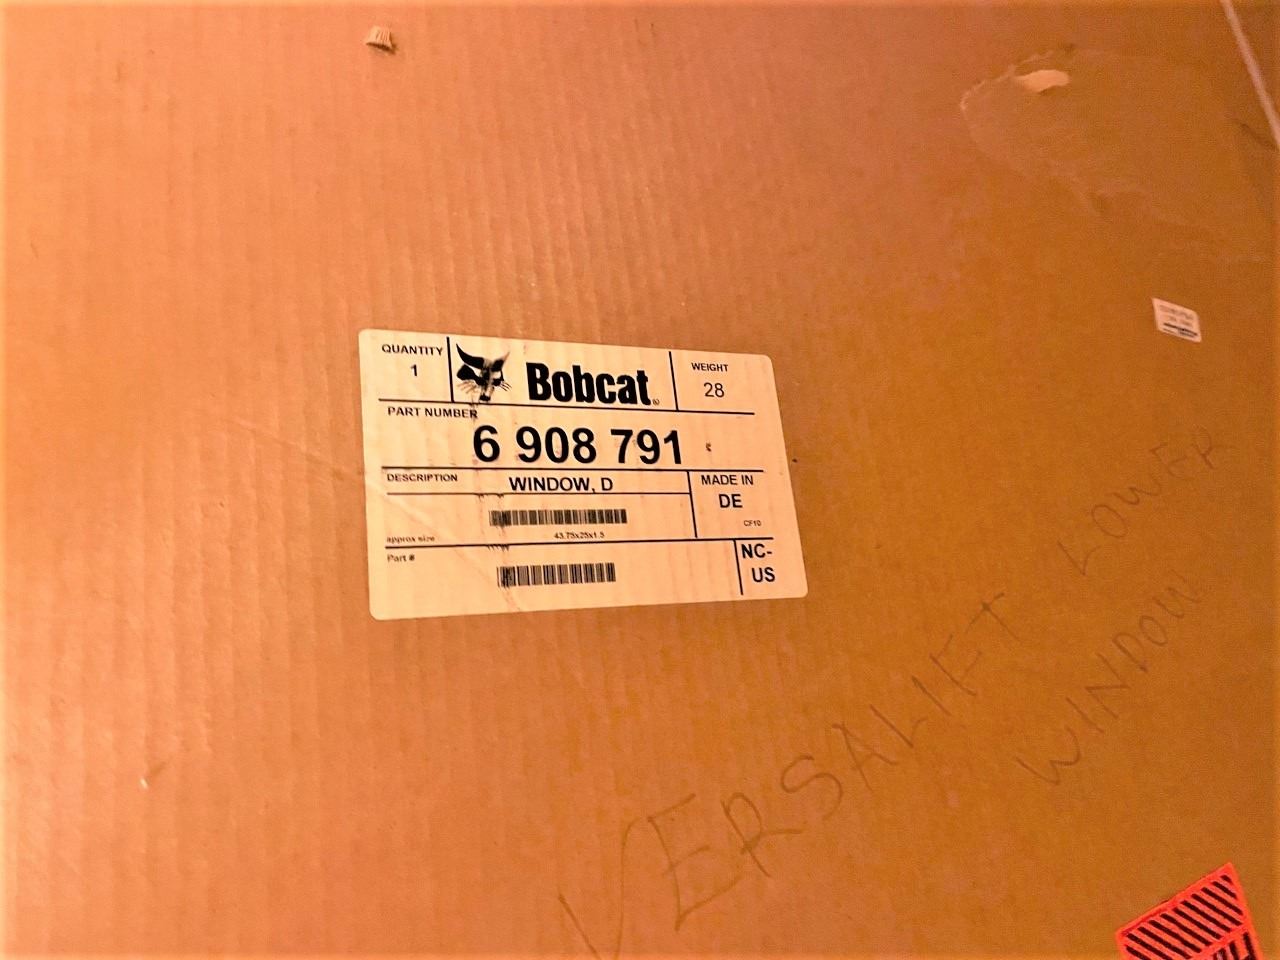 QUANTITY
1
Bobcat®
WEIGHT
28
PART NUMBER
6 908 791 c
DESCRIPTION
WINDOW, D
MADE IN
DE
CF10
approx size
43.75x25x1.5
Part #
NC-
US
VERSALIFT LOWER
WINDOW